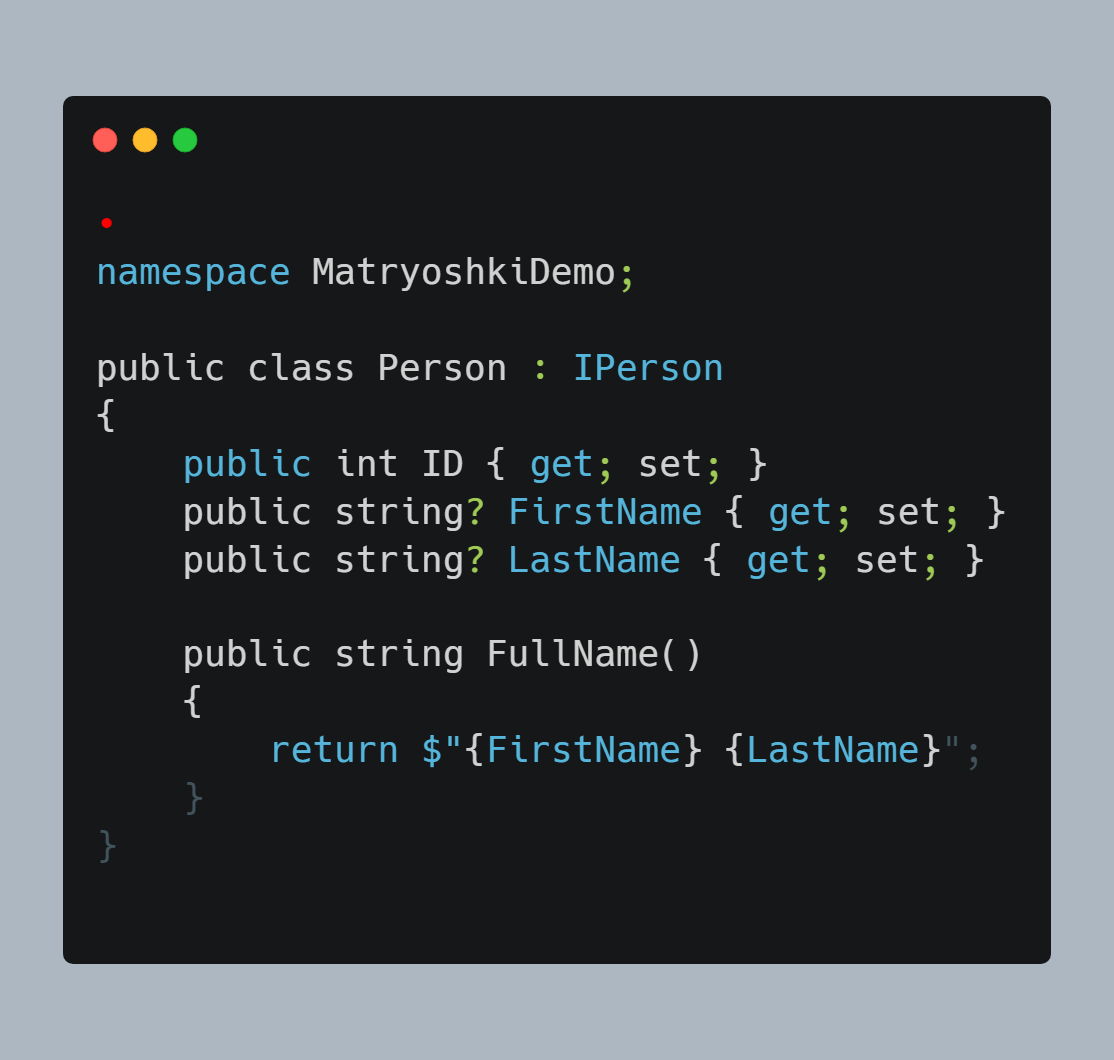 namespace MatryoshkiDemo;
public class Person : IPerson
{
    public int ID { get; set; }
    public string? FirstName { get; set; }
    public string? LastName { get; set; }
    public string FullName()
    {
        return $"{FirstName} {LastName}";
    }
}